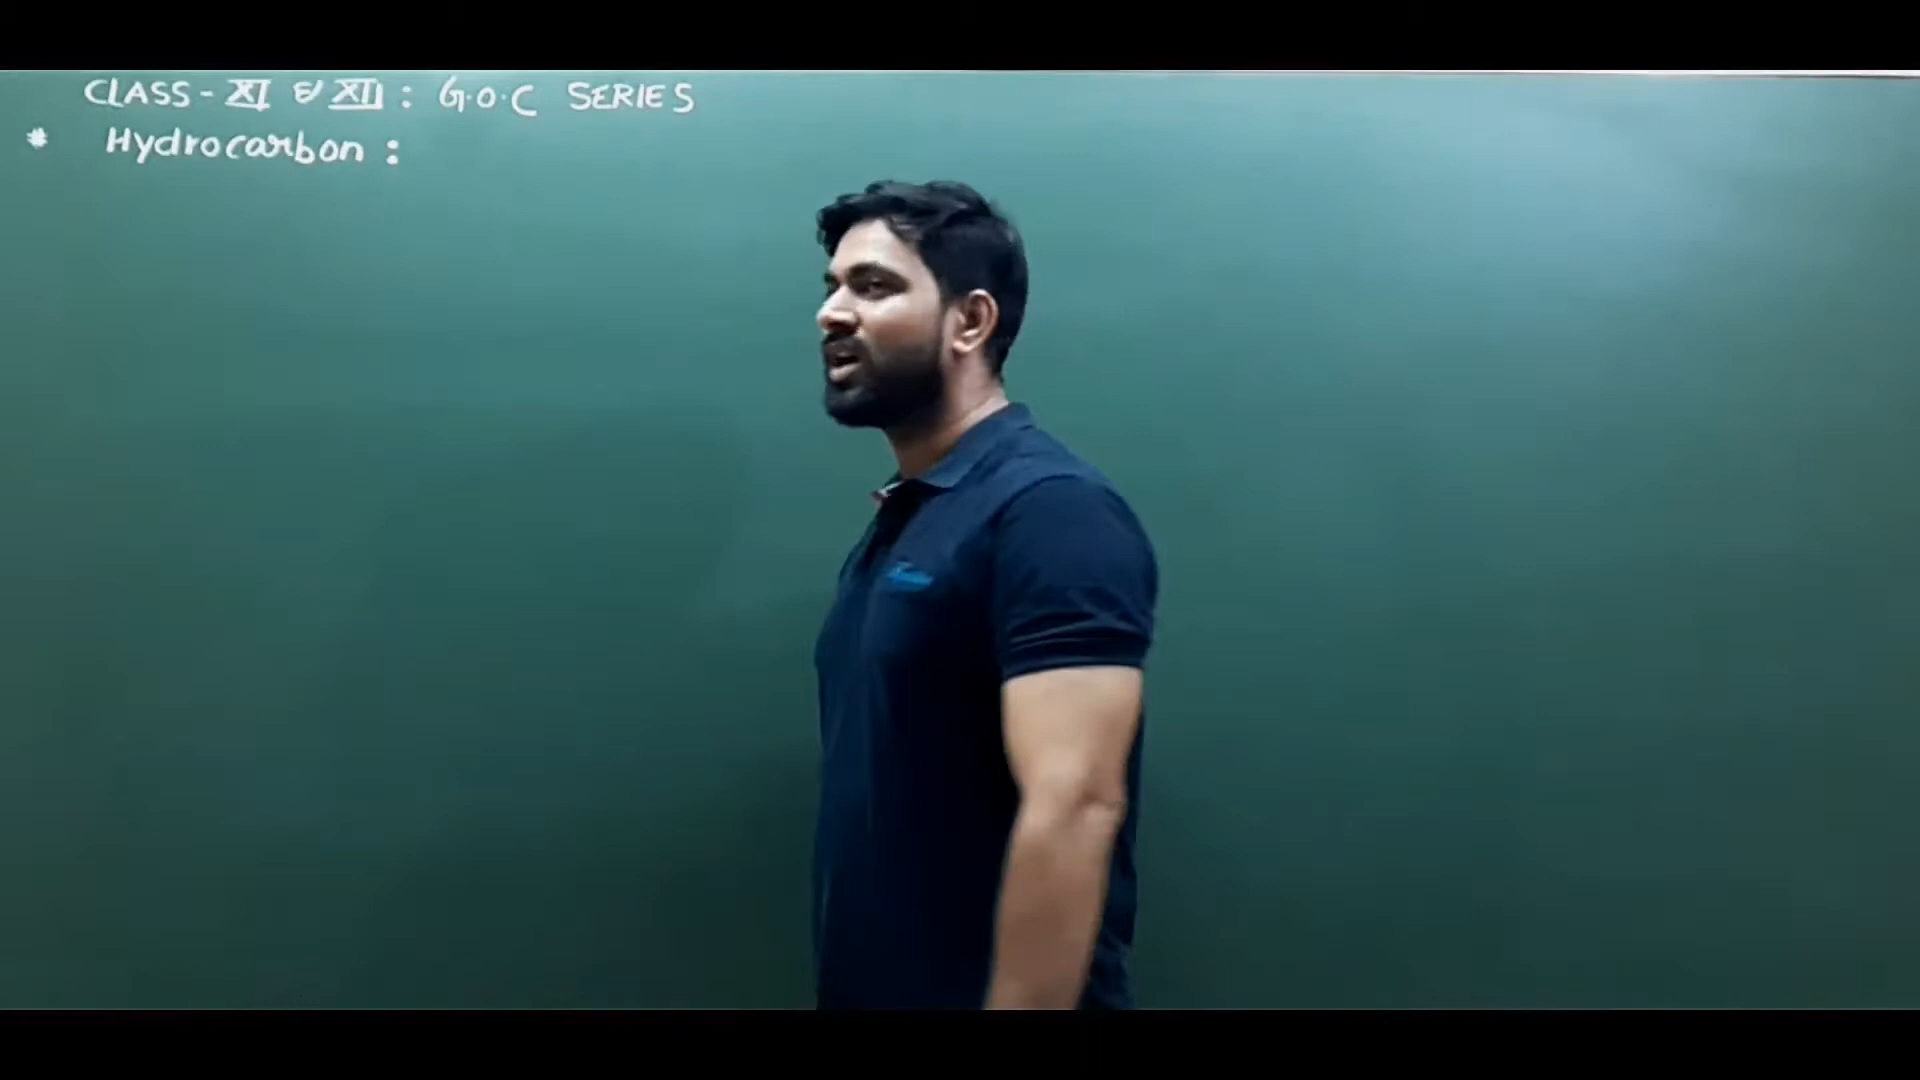 CLASS - XI & XII : G.O.C SERIES
* Hydrocarbon :